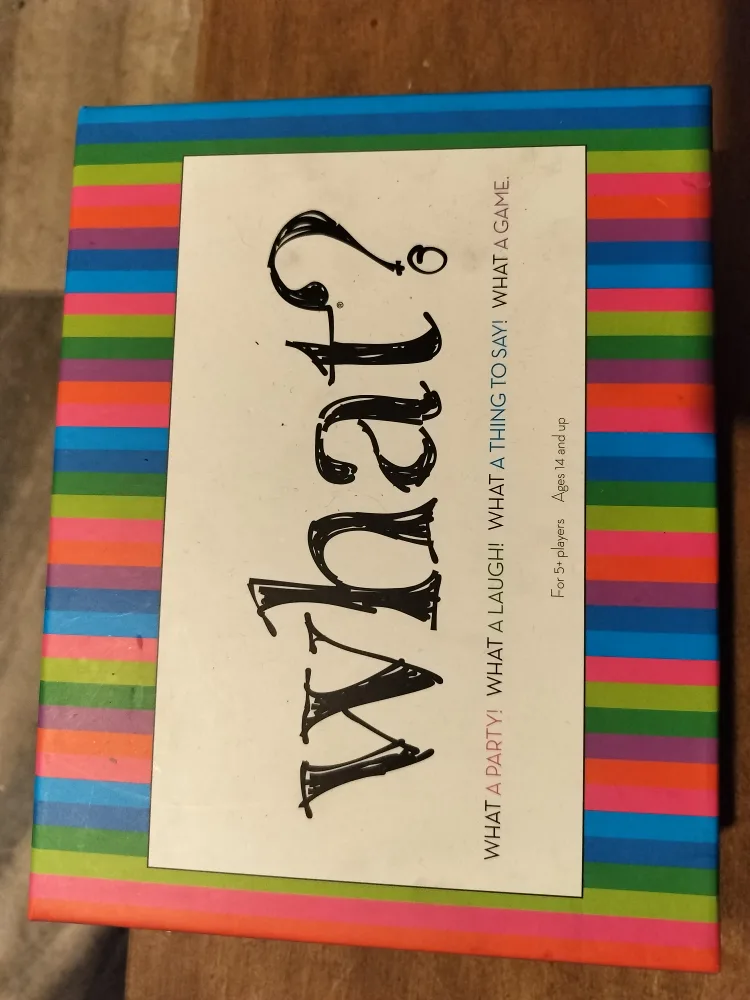 What?®
WHAT A PARTY! WHAT A LAUGH! WHAT A THING TO SAY! WHAT A GAME.
For 5+ players Ages 14 and up